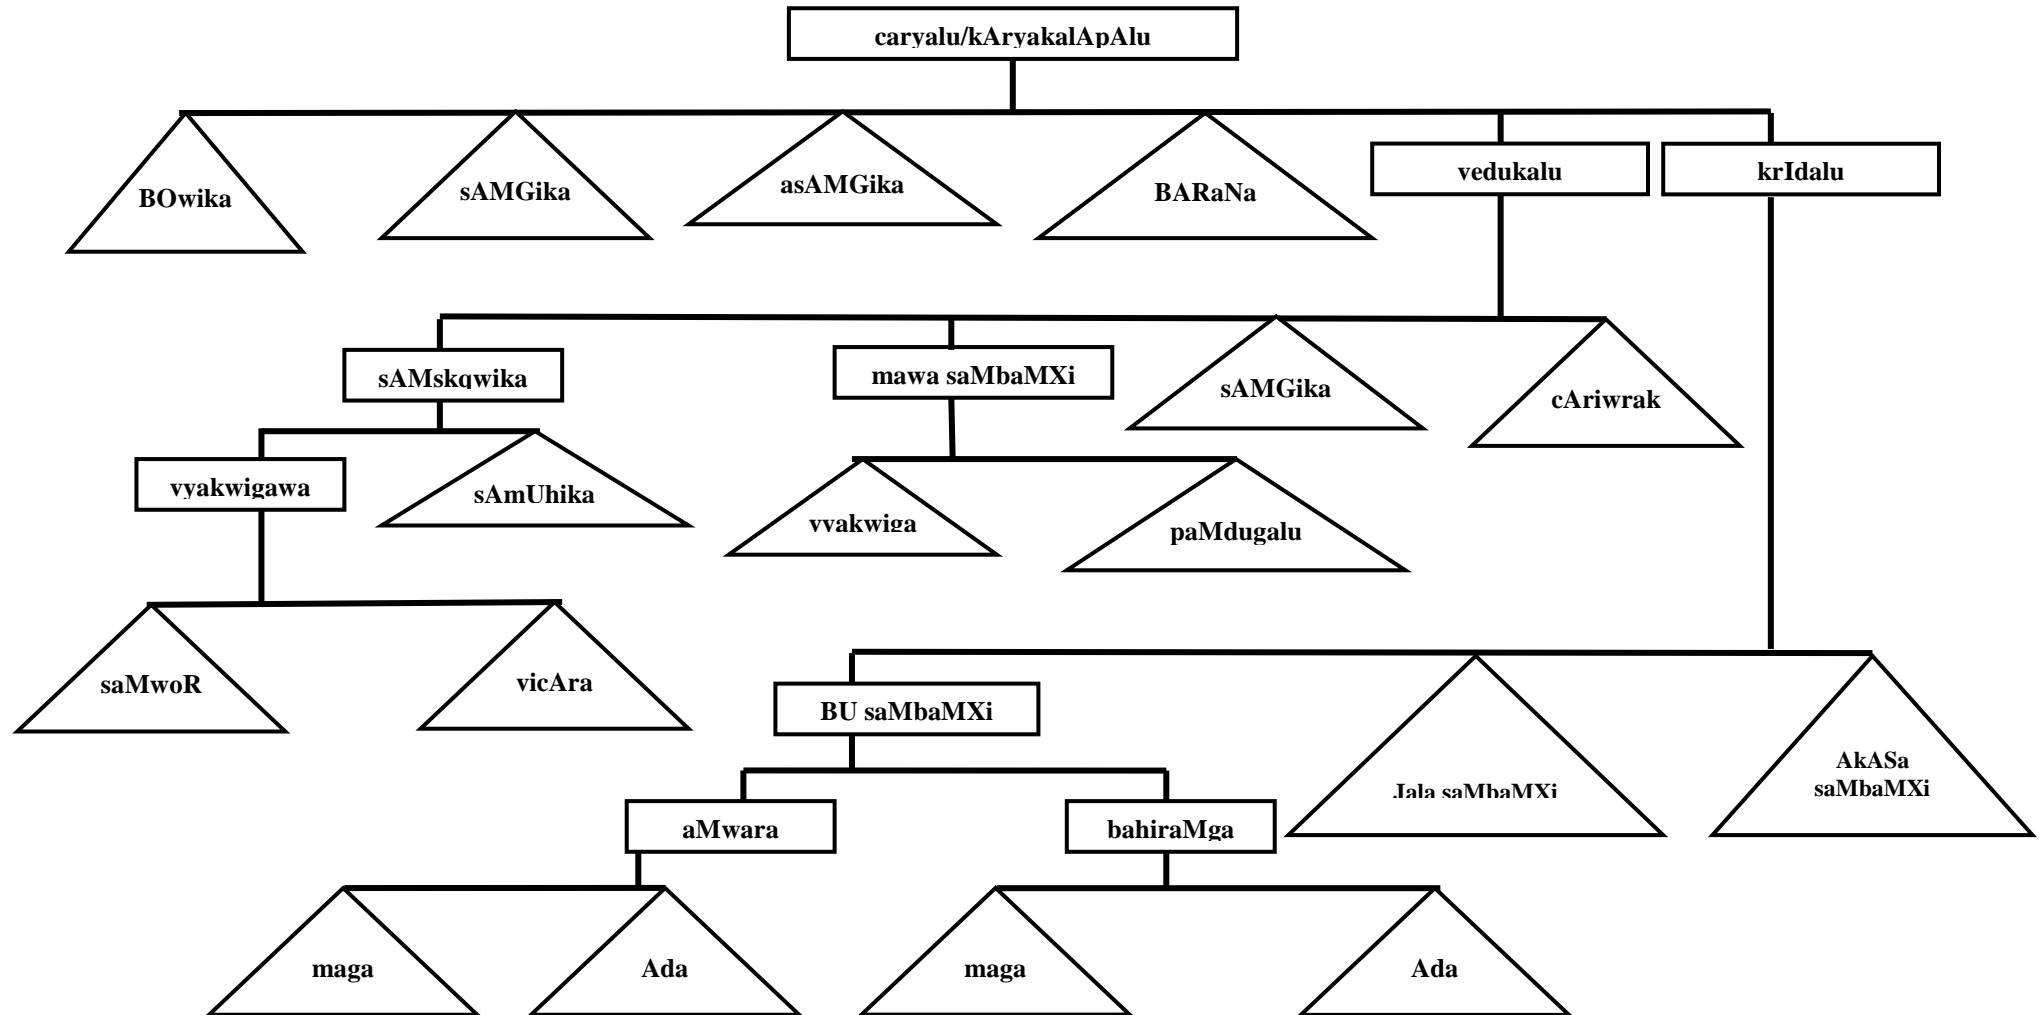 caryalu/kAryakalApAlu
BOwika
sAMGika
asAMGika
BARaNa
vedukalu
krIdalu
sAMskqwika
mawa saMbaMXi
sAMGika
cAriwrak
vyakwigawa
sAmUhika
vyakwiga
paMdugalu
saMwoR
vicAra
BU saMbaMXi
Jala saMbaMXi
AkASa
saMbaMXi
aMwara
bahiraMga
maga
Ada
maga
Ada